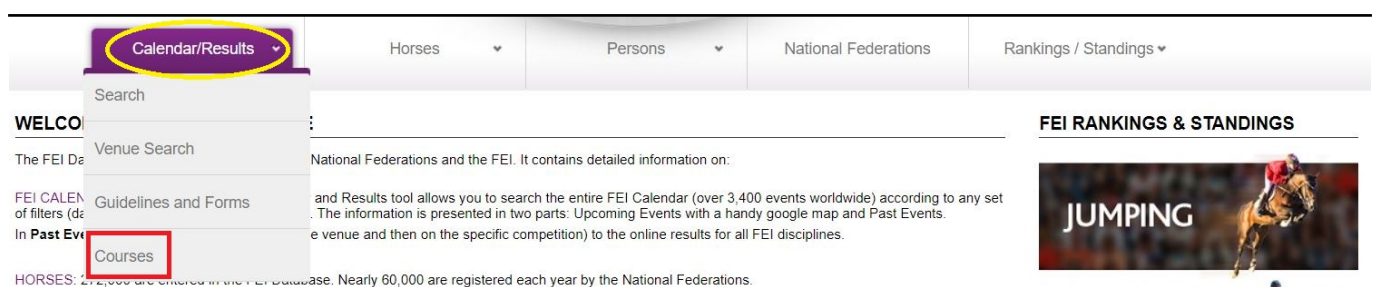 Calendar/Results
Horses
Persons
National Federations
Rankings / Standings
Search
Venue Search
Guidelines and Forms
Courses
WELCO
The FEI Da National Federations and the FEI. It contains detailed information on:
FEI CALEN and Results tool allows you to search the entire FEI Calendar (over 3,400 events worldwide) according to any set
of filters (da . The information is presented in two parts: Upcoming Events with a handy google map and Past Events.
In Past Eve e venue and then on the specific competition) to the online results for all FEI disciplines.
HORSES: 272,000 are entered in the FEI Database. Nearly 60,000 are registered each year by the National Federations.
FEI RANKINGS & STANDINGS
JUMPING